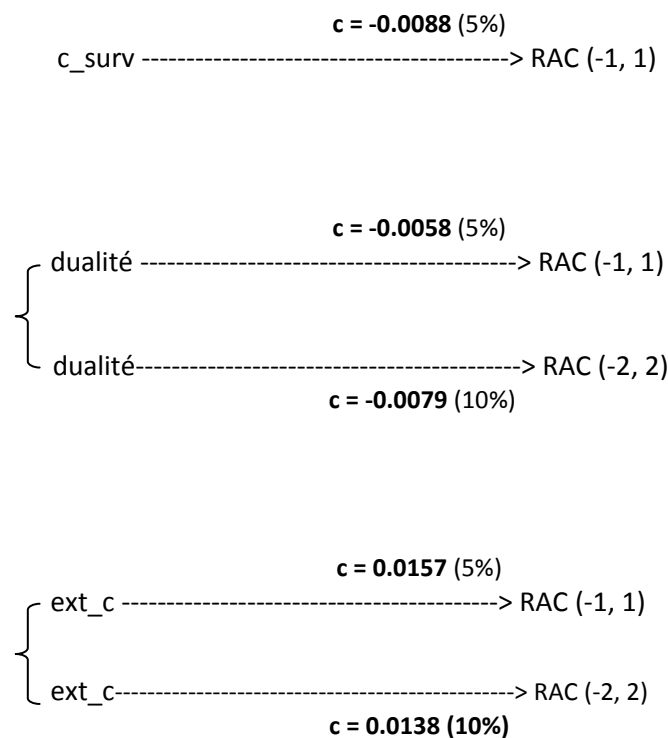 c = -0.0088 (5%)
c_surv -------------------------------------> RAC (-1, 1)
c = -0.0058 (5%)
dualité --------------------------------------> RAC (-1, 1)
dualité---------------------------------------> RAC (-2, 2)
c = -0.0079 (10%)
c = 0.0157 (5%)
ext_c --------------------------------------> RAC (-1, 1)
ext_c-------------------------------------------> RAC (-2, 2)
c = 0.0138 (10%)